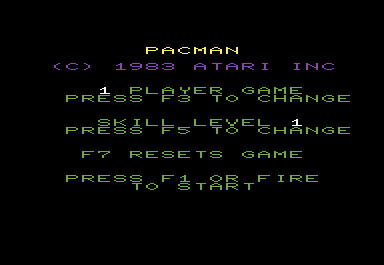 PACMAN
(C) 1983 ATARI INC
1 PLAYER GAME
PRESS F3 TO CHANGE
SKILL LEVEL 1
PRESS F5 TO CHANGE
F7 RESETS GAME
PRESS F1 OR FIRE
TO START